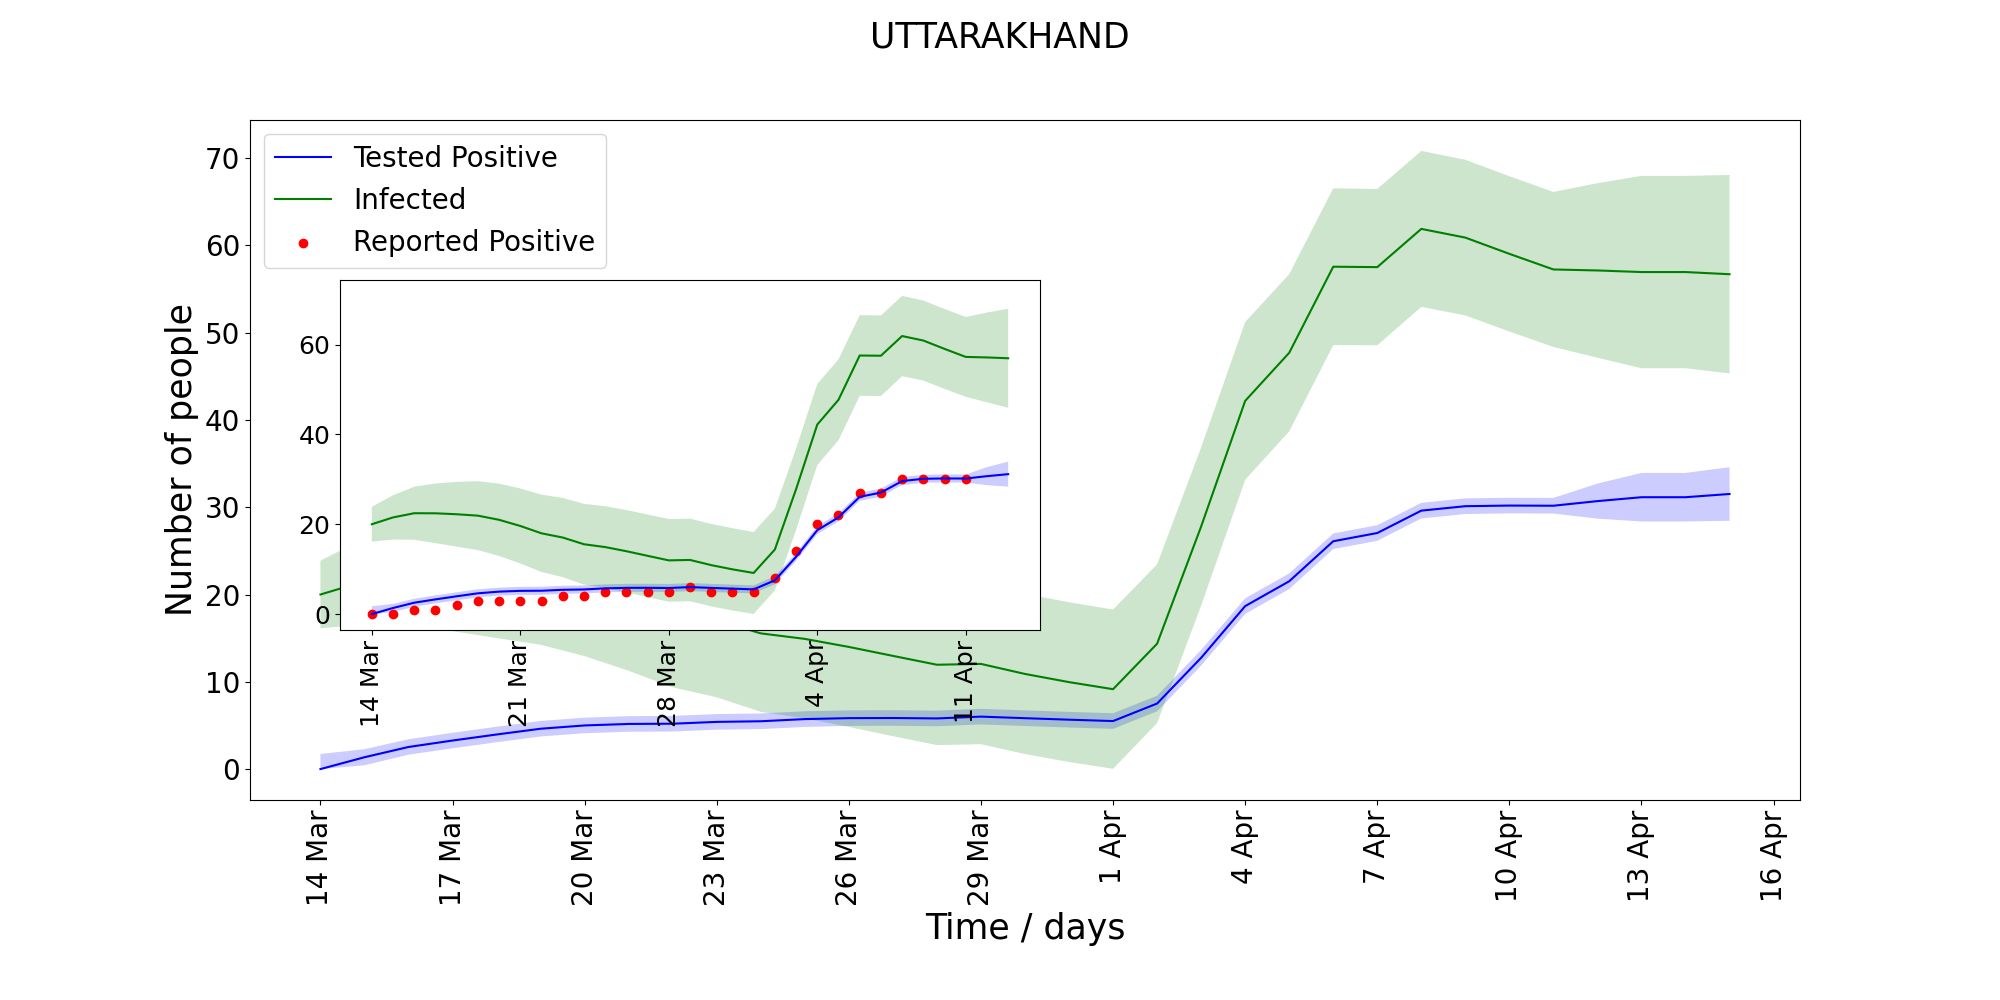 UTTARAKHAND
Tested Positive
Infected
Reported Positive
Number of people
70
60
50
40
30
20
10
0
60
40
20
0
14 Mar
21 Mar
28 Mar
4 Apr
11 Apr
14 Mar
17 Mar
20 Mar
23 Mar
26 Mar
29 Mar
1 Apr
4 Apr
7 Apr
10 Apr
13 Apr
16 Apr
Time / days